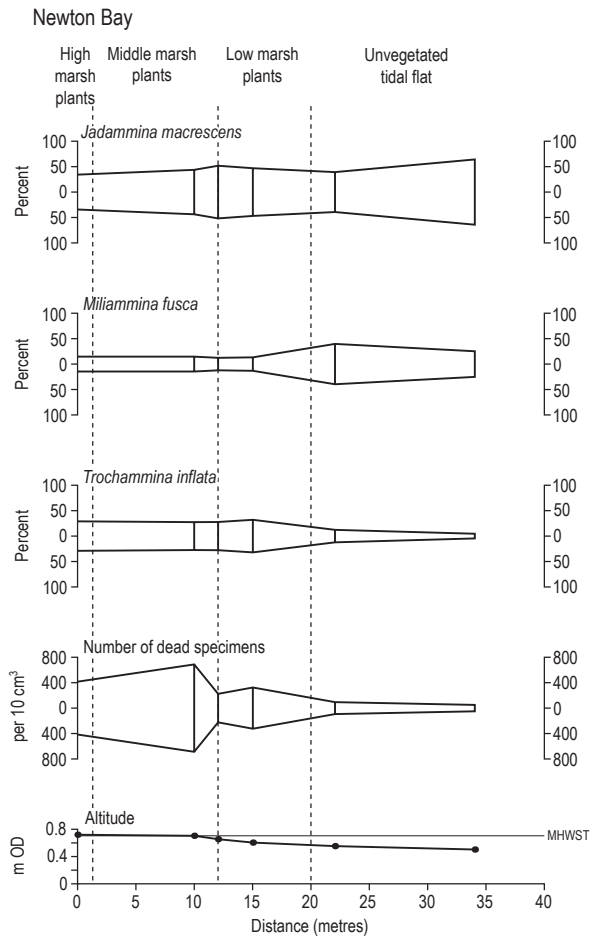 Newton Bay
High
marsh
plants
Middle marsh
plants
Low marsh
plants
Unvegetated
tidal flat
Jadammina macrescens
100
50
0
50
100
Percent
100
50
0
50
100
Miliammina fusca
100
50
0
50
100
Percent
100
50
0
50
100
Trochammina inflata
100
50
0
50
100
Percent
100
50
0
50
100
Number of dead specimens
800
400
0
400
800
per 10 cm³
800
400
0
400
800
Altitude
0.8
0.4
0
m OD
MHWST
0 5 10 15 20 25 30 35 40
Distance (metres)